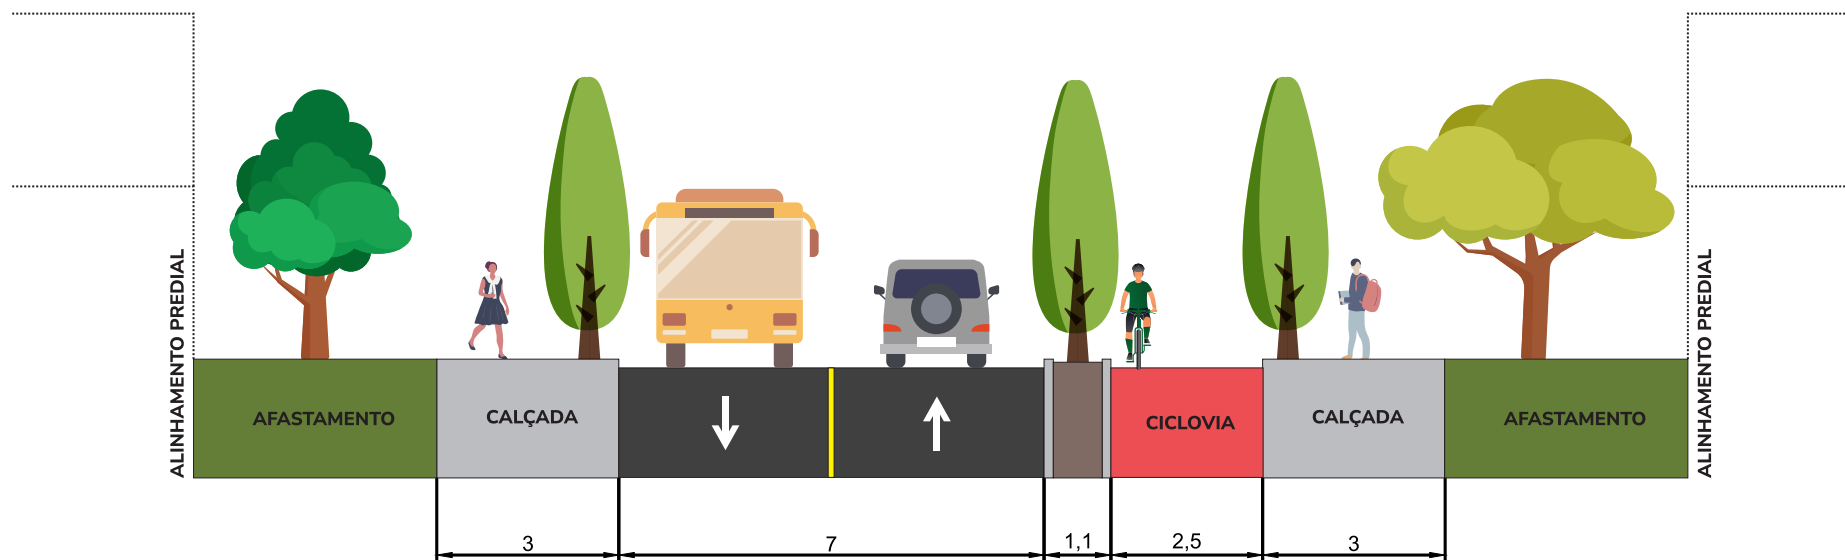 ALINHAMENTO PREDIAL
AFASTAMENTO
CALÇADA
CICLOVIA
CALÇADA
AFASTAMENTO
ALINHAMENTO PREDIAL
3
7
1,1
2,5
3